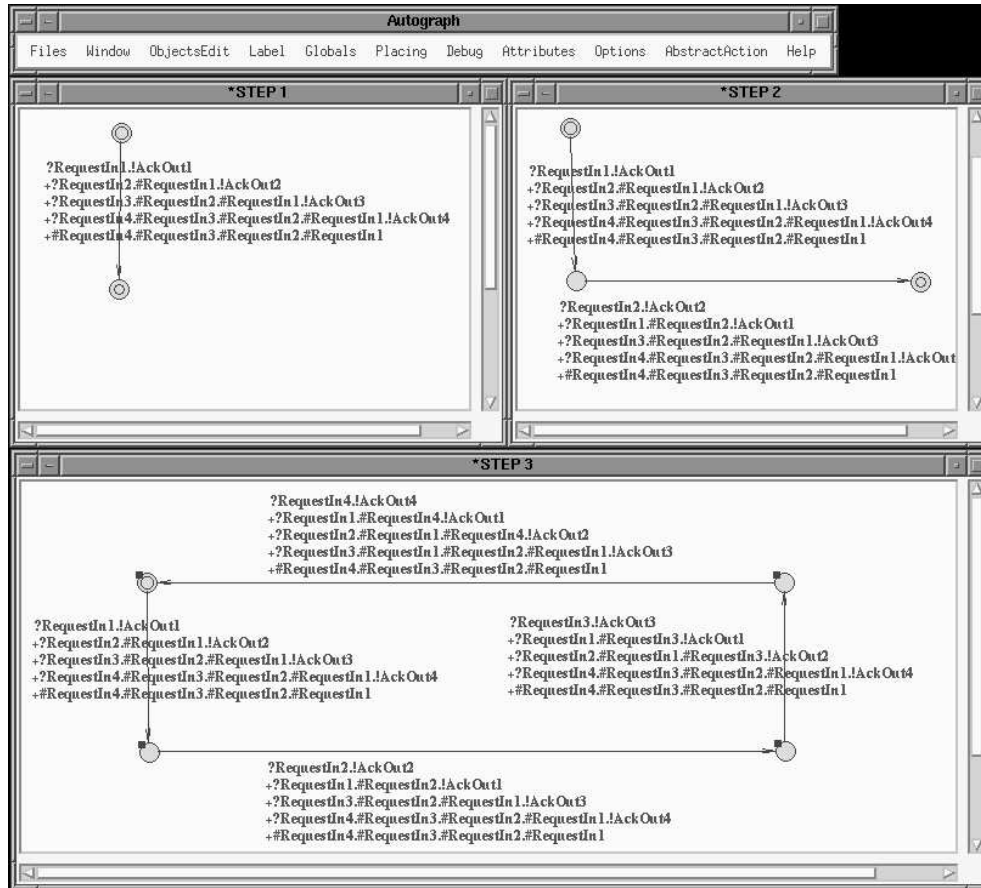 Autograph
Files Window ObjectsEdit Label Globals Placing Debug Attributes Options AbstractAction Help
*STEP 1
?RequestIn1.!AckOut1
+?RequestIn2.#RequestIn1.!AckOut2
+?RequestIn3.#RequestIn2.#RequestIn1.!AckOut3
+?RequestIn4.#RequestIn3.#RequestIn2.#RequestIn1.!AckOut4
+#RequestIn4.#RequestIn3.#RequestIn2.#RequestIn1
*STEP 2
?RequestIn1.!AckOut1
+?RequestIn2.#RequestIn1.!AckOut2
+?RequestIn3.#RequestIn2.#RequestIn1.!AckOut3
+?RequestIn4.#RequestIn3.#RequestIn2.#RequestIn1.!AckOut4
+#RequestIn4.#RequestIn3.#RequestIn2.#RequestIn1
?RequestIn2.!AckOut2
+?RequestIn1.#RequestIn2.!AckOut1
+?RequestIn3.#RequestIn2.#RequestIn1.!AckOut3
+?RequestIn4.#RequestIn3.#RequestIn2.#RequestIn1.!AckOut
+#RequestIn4.#RequestIn3.#RequestIn2.#RequestIn1
*STEP 3
?RequestIn4.!AckOut4
+?RequestIn1.#RequestIn4.!AckOut1
+?RequestIn2.#RequestIn1.#RequestIn4.!AckOut2
+?RequestIn3.#RequestIn1.#RequestIn2.#RequestIn1.!AckOut3
+#RequestIn4.#RequestIn3.#RequestIn2.#RequestIn1
?RequestIn1.!AckOut1
+?RequestIn2.#RequestIn1.!AckOut2
+?RequestIn3.#RequestIn2.#RequestIn1.!AckOut3
+?RequestIn4.#RequestIn3.#RequestIn2.#RequestIn1.!AckOut4
+#RequestIn4.#RequestIn3.#RequestIn2.#RequestIn1
?RequestIn3.!AckOut3
+?RequestIn1.#RequestIn3.!AckOut1
+?RequestIn2.#RequestIn1.#RequestIn3.!AckOut2
+?RequestIn4.#RequestIn3.#RequestIn2.#RequestIn1.!AckOut4
+#RequestIn4.#RequestIn3.#RequestIn2.#RequestIn1
?RequestIn2.!AckOut2
+?RequestIn1.#RequestIn2.!AckOut1
+?RequestIn3.#RequestIn2.#RequestIn1.!AckOut3
+?RequestIn4.#RequestIn3.#RequestIn2.#RequestIn1.!AckOut4
+#RequestIn4.#RequestIn3.#RequestIn2.#RequestIn1